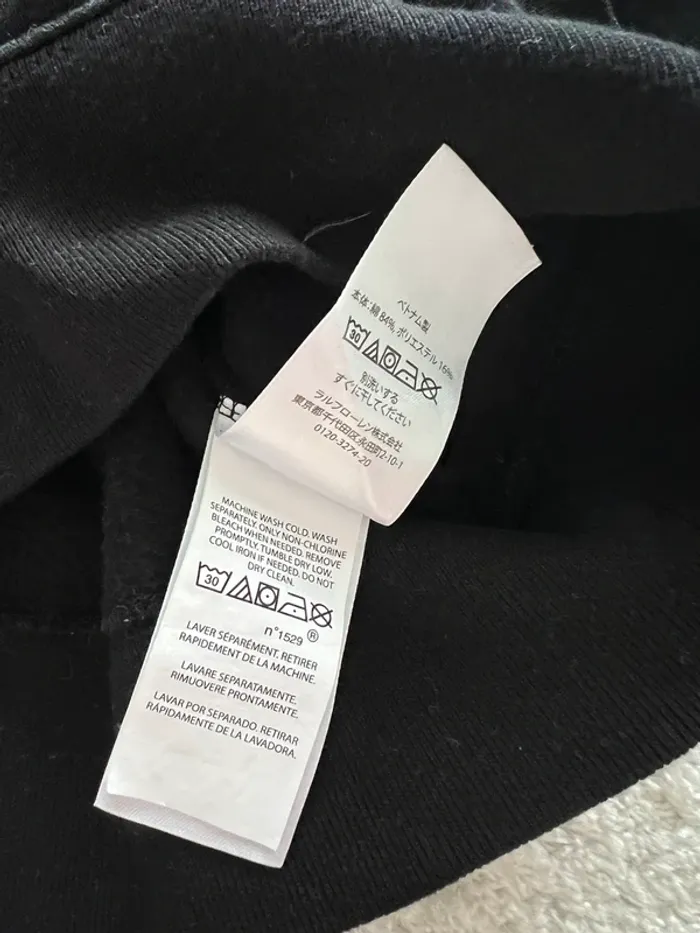 ベトナム製
本体:綿 84%, ポリエステル 16%
30
別洗いする
すぐに干してください
ラルフローレン株式会社
東京都千代田区永田町2-10-1
0120-3274-20
MACHINE WASH COLD. WASH
SEPARATELY. ONLY NON-CHLORINE
BLEACH WHEN NEEDED. REMOVE
PROMPTLY. TUMBLE DRY LOW.
COOL IRON IF NEEDED. DO NOT
DRY CLEAN.
30
n°1529 ®
LAVER SÉPARÉMENT. RETIRER
RAPIDEMENT DE LA MACHINE.
LAVARE SEPARATAMENTE.
RIMUOVERE PRONTAMENTE.
LAVAR POR SEPARADO. RETIRAR
RÁPIDAMENTE DE LA LAVADORA.